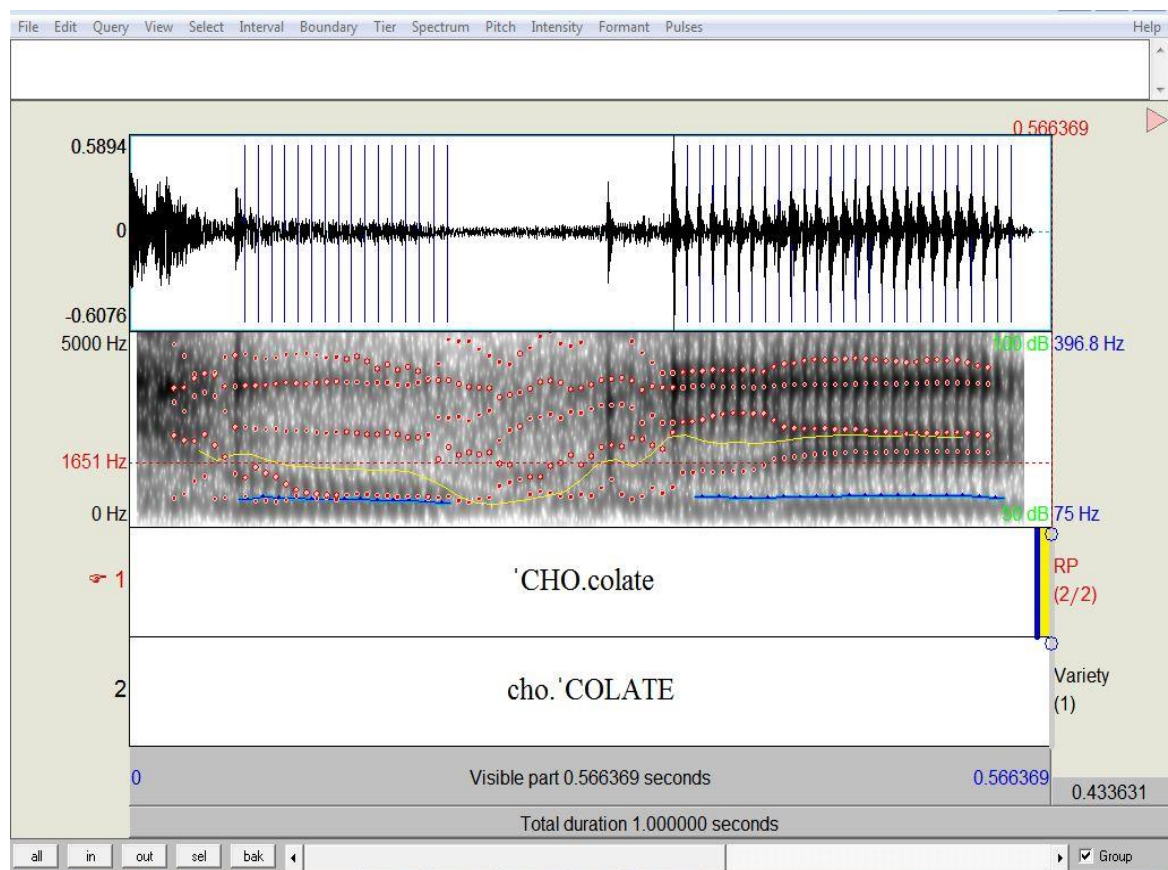 File Edit Query View Select Interval Boundary Tier Spectrum Pitch Intensity Formant Pulses Help
0.566369
0.5894
0
-0.6076
5000 Hz
100 dB 396.8 Hz
1651 Hz
0 Hz
50 dB 75 Hz
☞ 1
ˈCHO.colate
RP
(2/2)
2
cho.ˈCOLATE
Variety
(1)
0 Visible part 0.566369 seconds 0.566369 0.433631
Total duration 1.000000 seconds
all in out sel bak Group